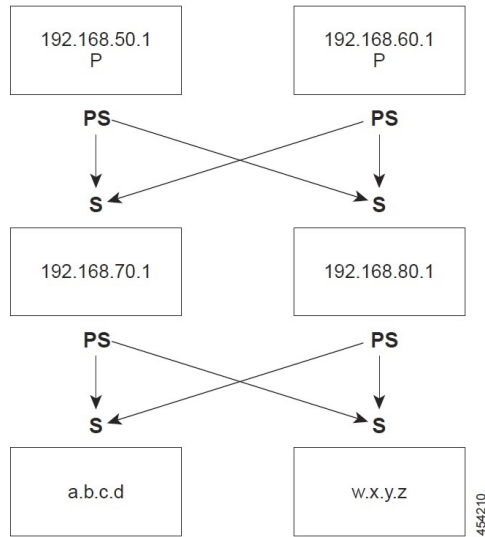 192.168.50.1
P
192.168.60.1
P
PS
PS
S
S
192.168.70.1
192.168.80.1
PS
PS
S
S
a.b.c.d
w.x.y.z
454210